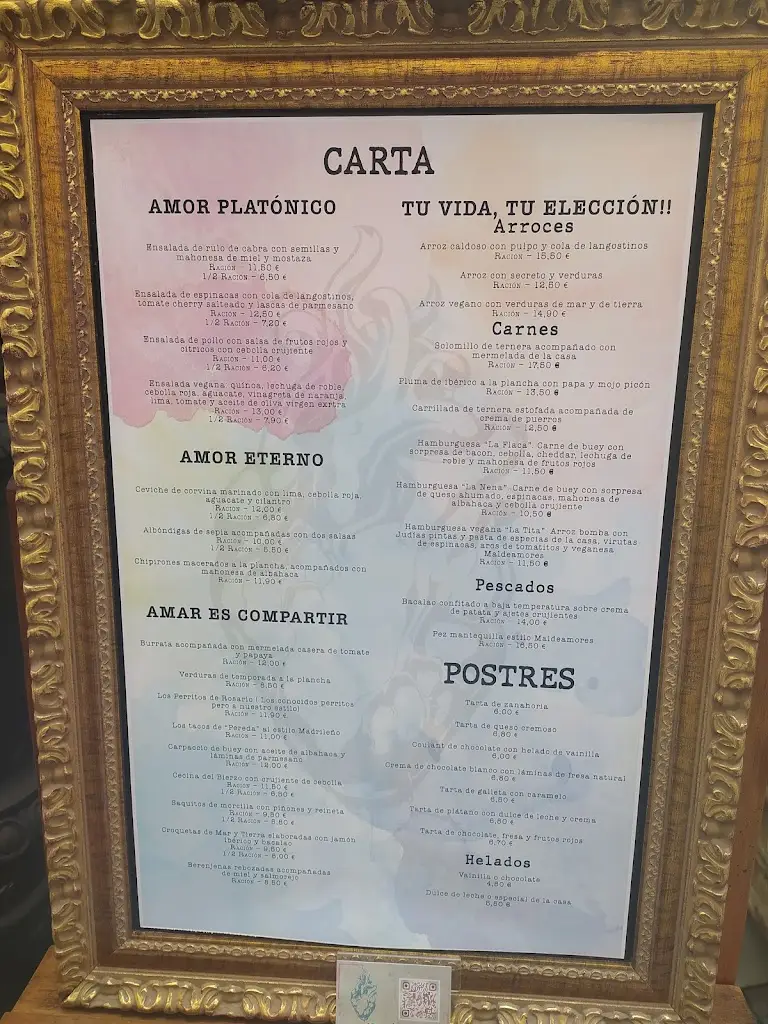 CARTA
AMOR PLATÓNICO
Ensalada de rulo de cabra con semillas y
mahonesa de miel y mostaza
Ración - 11,50 €
1/2 Ración - 6,50 €
Ensalada de espinacas con cola de langostinos,
tomate cherry salteado y lascas de parmesano
Ración - 12,50 €
1/2 Ración - 7,20 €
Ensalada de pollo con salsa de frutos rojos y
cítricos con cebolla crujiente
Ración - 11,00 €
1/2 Ración - 6,20 €
Ensalada vegana, quinoa, lechuga de roble,
cebolla roja, aguacate, vinagreta de naranja,
lima, tomate y aceite de oliva virgen exrtra
Ración - 13,00 €
1/2 Ración - 7,90 €
AMOR ETERNO
Ceviche de corvina marinado con lima, cebolla roja,
aguacate y cilantro
Ración - 12,00 €
1/2 Ración - 6,80 €
Albóndigas de sepia acompañadas con dos salsas
Ración - 10,00 €
1/2 Ración - 5,50 €
Chipirones macerados a la plancha, acompañados con
mahonesa de albahaca
Ración - 11,90 €
AMAR ES COMPARTIR
Burrata acompañada con mermelada casera de tomate
y papaya
Ración - 12,00 €
Verduras de temporada a la plancha
Ración - 8,50 €
Los Perritos de Rosario! Los conocidos perritos
pero a nuestro estilo!
Ración - 11,90 €
Los tacos de "Pereda" al estilo Madrileño
Ración - 11,00 €
Carpaccio de buey con aceite de albahaca y
láminas de parmesano
Ración - 12,00 €
Cecina del Bierzo con crujiente de cebolla
Ración - 11,50 €
1/2 Ración - 6,50 €
Saquitos de morcilla con piñones y reineta
Ración - 9,50 €
1/2 Ración - 5,50 €
Croquetas de Mar y Tierra elaboradas con jamón
ibérico y bacalao
Ración - 9,50 €
1/2 Ración - 6,00 €
Berenjenas rebozadas acompañadas
de miel y salmorejo
Ración - 8,50 €
TU VIDA, TU ELECCIÓN!!
Arroces
Arroz caldoso con pulpo y cola de langostinos
Ración - 15,50 €
Arroz con secreto y verduras
Ración - 12,50 €
Arroz vegano con verduras de mar y de tierra
Ración - 14,90 €
Carnes
Solomillo de ternera acompañado con
mermelada de la casa
Ración - 17,50 €
Pluma de ibérico a la plancha con papa y mojo picón
Ración - 13,50 €
Carrillada de ternera estofada acompañada de
crema de puerros
Ración - 12,50 €
Hamburguesa "La Flaca". Carne de buey con
sorpresa de bacon, cebolla, cheddar, lechuga de
roble y mahonesa de frutos rojos
Ración - 11,50 €
Hamburguesa "La Nena". Carne de buey con sorpresa
de queso ahumado, espinacas, mahonesa de
albahaca y cebolla crujiente
Ración - 10,50 €
Hamburguesa vegana "La Tita". Arroz bomba con
Judías pintas y pasta de especias de la casa, virutas
de espinacas, aros de tomatitos y veganesa
Maldeamores
Ración - 11,50 €
Pescados
Bacalao confitado a baja temperatura sobre crema
de patata y ajetes crujientes
Ración - 14,00 €
Pez mantequilla estilo Maldeamores
Ración - 16,50 €
POSTRES
Tarta de zanahoria
6,00 €
Tarta de queso cremoso
6,80 €
Coulant de chocolate con helado de vainilla
6,00 €
Crema de chocolate blanco con láminas de fresa natural
6,50 €
Tarta de galleta con caramelo
6,50 €
Tarta de plátano con dulce de leche y crema
6,50 €
Tarta de chocolate, fresa y frutos rojos
6,70 €
Helados
Vainilla o chocolate
4,50 €
Dulce de leche o especial de la casa
5,50 €